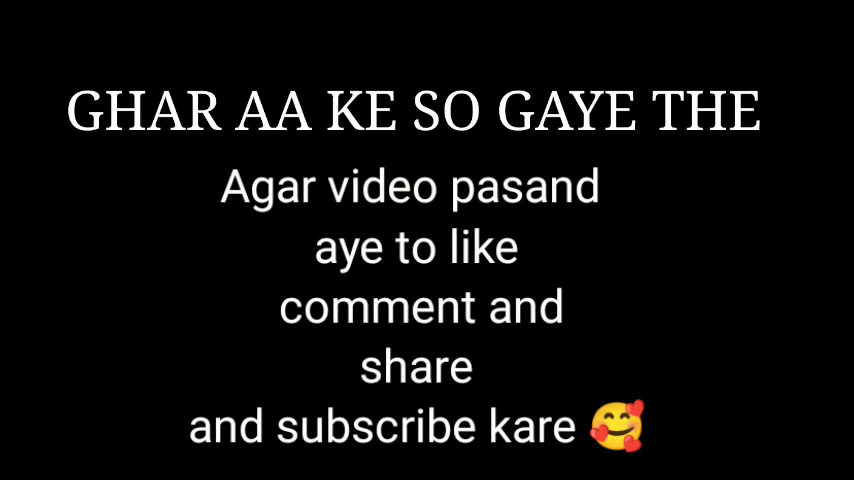 GHAR AA KE SO GAYE THE
Agar video pasand
aye to like
comment and
share
and subscribe kare 🥰